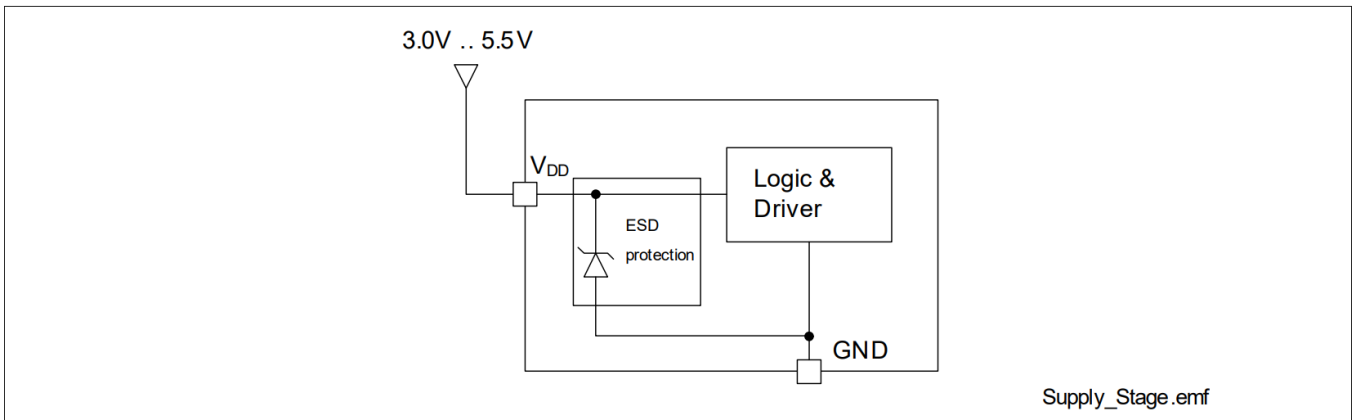 3.0V .. 5.5V
VDD
Logic &
Driver
ESD
protection
GND
Supply_Stage.emf